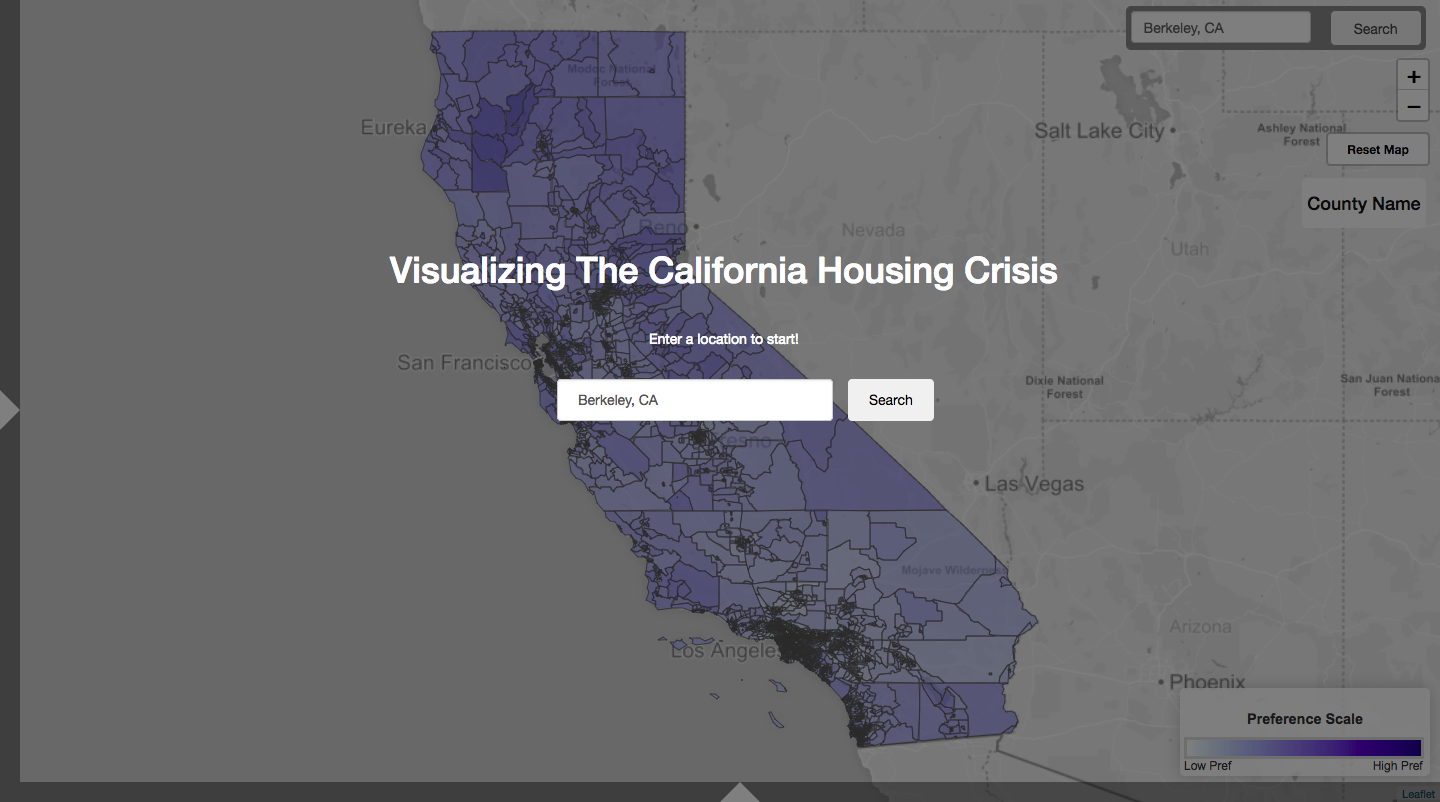 Berkeley, CA
Search
+
−
Modoc National
Forest
Eureka
Salt Lake City
Ashley National
Forest
Reset Map
County Name
Reno
Nevada
Utah
Visualizing The California Housing Crisis
Enter a location to start!
San Francisco
Dixie National
Forest
San Juan Nationa
Forest
Berkeley, CA
Search
resno
Las Vegas
Mojave Wilderness
Arizona
Los Angeles
Phoenix
Preference Scale
Low Pref
High Pref
Leaflet